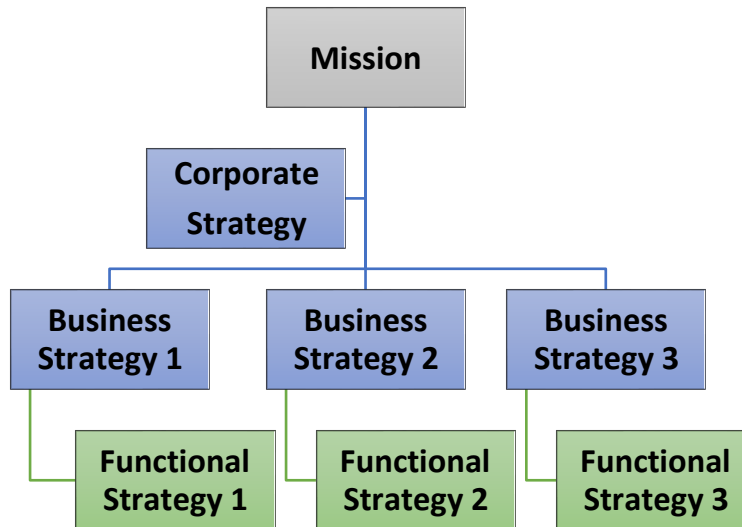 Mission
Corporate
Strategy
Business
Strategy 1
Business
Strategy 2
Business
Strategy 3
Functional
Strategy 1
Functional
Strategy 2
Functional
Strategy 3